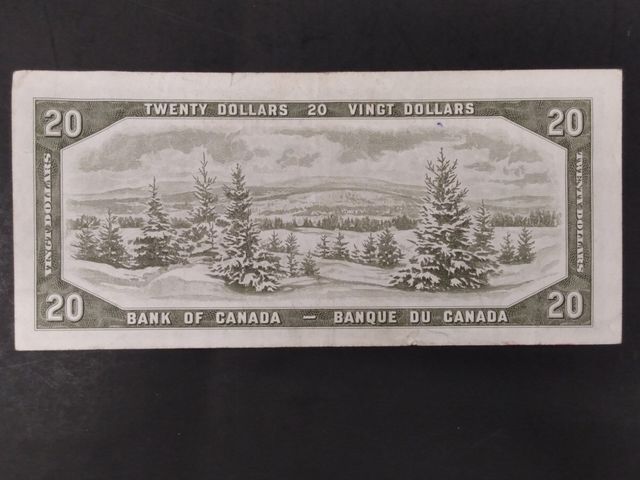 20 TWENTY DOLLARS 20 VINGT DOLLARS 20
VINGT DOLLARS
TWENTY DOLLARS
20 BANK OF CANADA — BANQUE DU CANADA 20